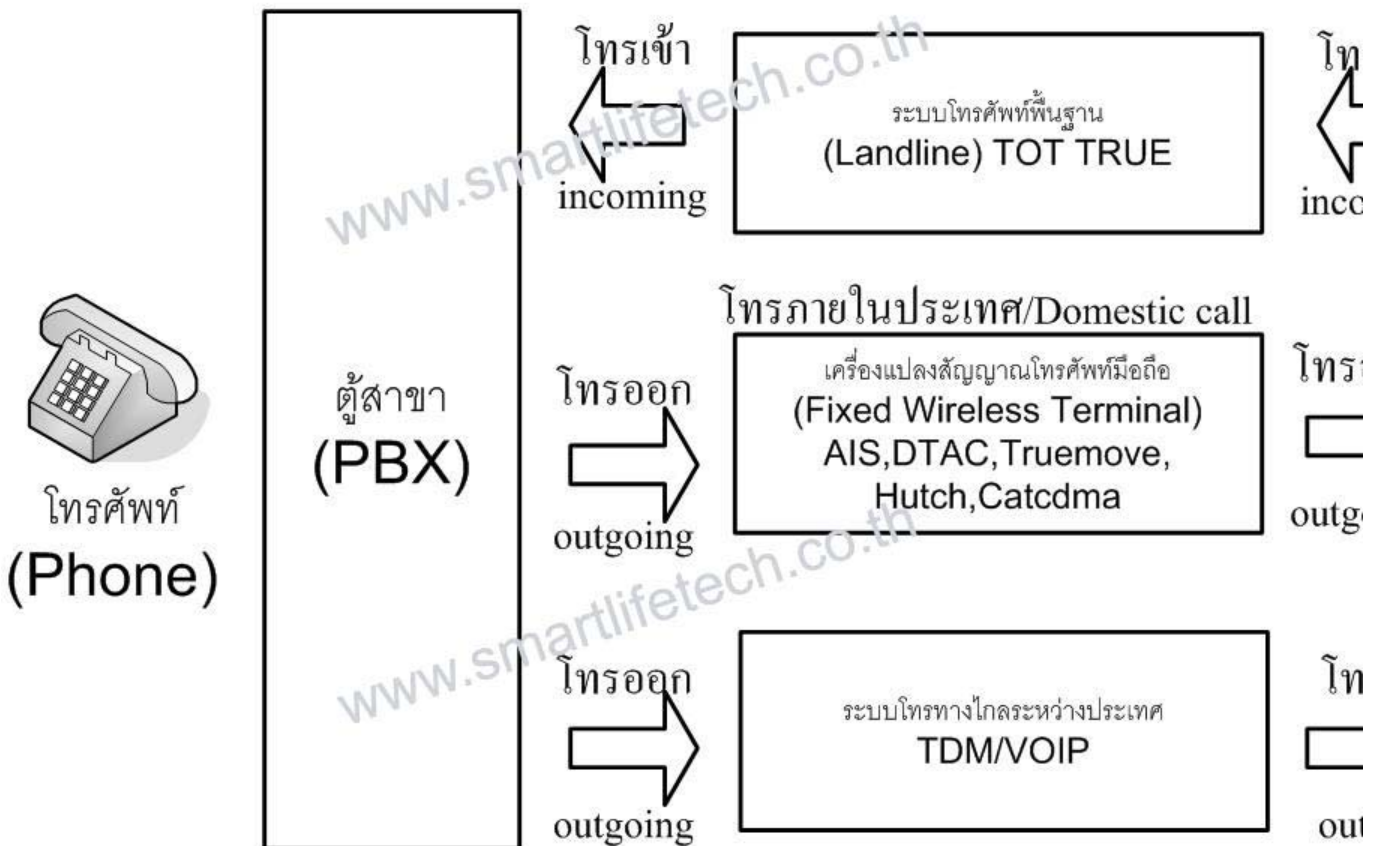 โทรศัพท์
(Phone)
ตู้สาขา
(PBX)
โทรเข้า
incoming
ระบบโทรศัพท์พื้นฐาน
(Landline) TOT TRUE
โทรภายในประเทศ/Domestic call
โทรออก
outgoing
เครื่องแปลงสัญญาณโทรศัพท์มือถือ
(Fixed Wireless Terminal)
AIS,DTAC,Truemove,
Hutch,Catcdma
โทรออก
outgoing
ระบบโทรทางไกลระหว่างประเทศ
TDM/VOIP
www.smartlifetech.co.th
www.smartlifetech.co.th